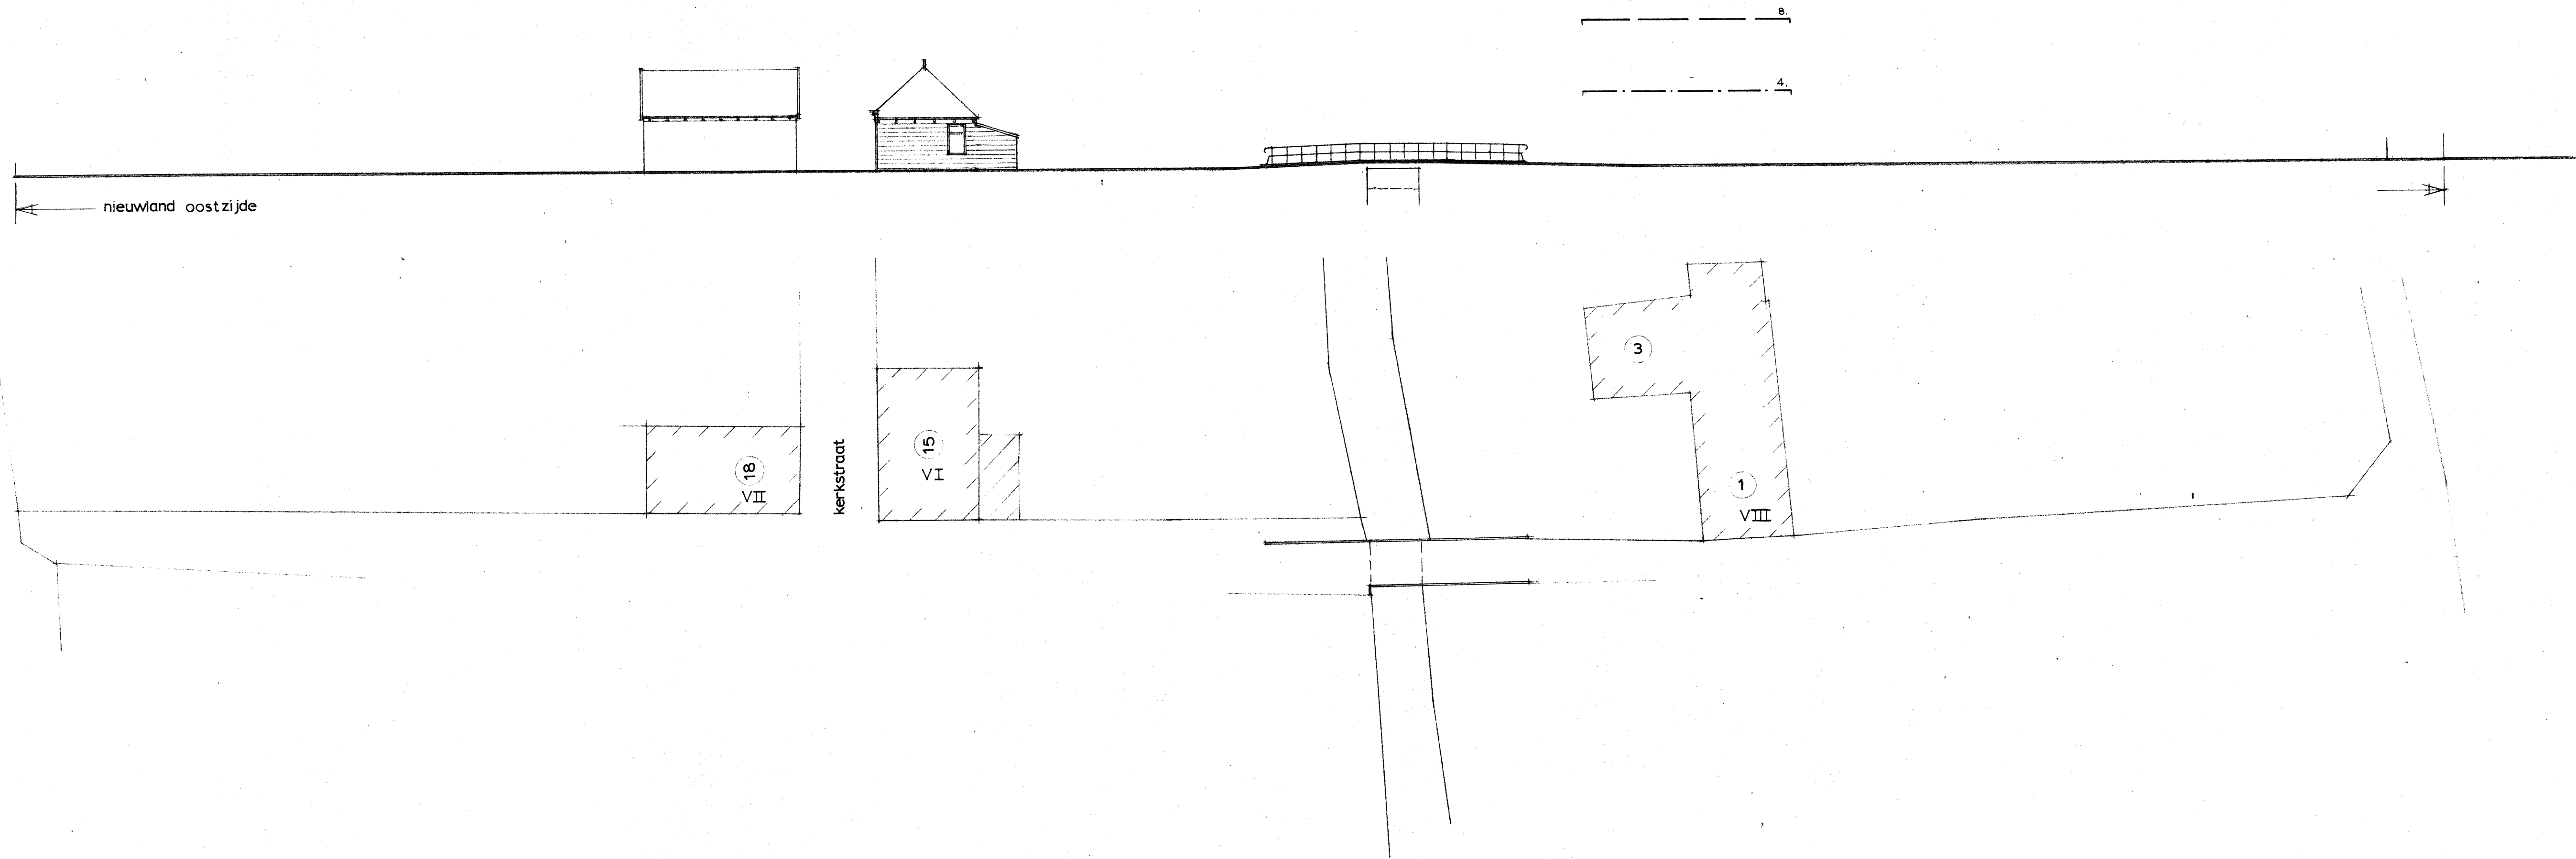 8.
4.
nieuwland oostzijde
3
15
VI
kerkstraat
18
VII
1
VIII